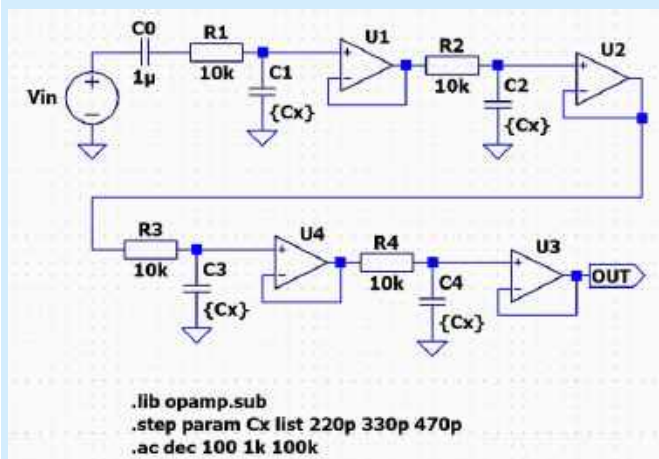 C0
1µ
R1
10k
C1
{Cx}
U1
R2
10k
C2
{Cx}
U2
Vin
R3
10k
C3
{Cx}
U4
R4
10k
C4
{Cx}
U3
OUT
.lib opamp.sub
.step param Cx list 220p 330p 470p
.ac dec 100 1k 100k